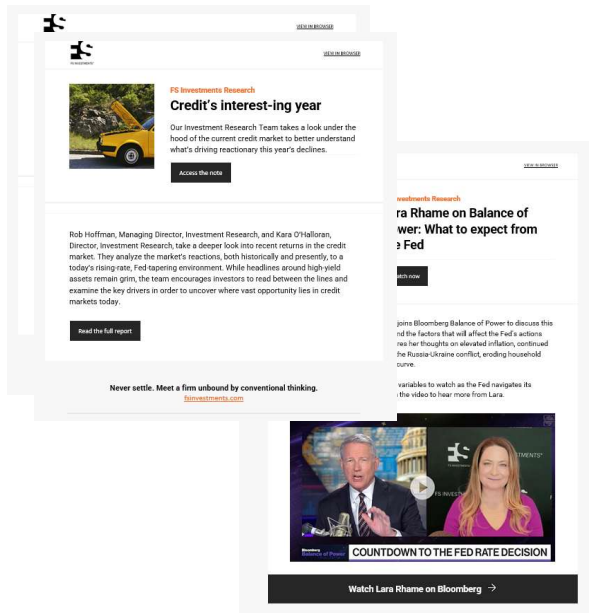 VIEW IN BROWSER
FS
FS INVESTMENTS
VIEW IN BROWSER
FS Investments Research
Credit's interest-ing year
Our Investment Research Team takes a look under the
hood of the current credit market to better understand
what's driving reactionary this year's declines.
Access the note
Rob Hoffman, Managing Director, Investment Research, and Kara O'Halloran,
Director, Investment Research, take a deeper look into recent returns in the credit
market. They analyze the market's reactions, both historically and presently, to a
today's rising-rate, Fed-tapering environment. While headlines around high-yield
assets remain grim, the team encourages investors to read between the lines and
examine the key drivers in order to uncover where vast opportunity lies in credit
markets today.
Read the full report
Never settle. Meet a firm unbound by conventional thinking.
fsinvestments.com
VIEW IN BROWSER
vestments Research
ra Rhame on Balance of
wer: What to expect from
e Fed
atch now
joins Bloomberg Balance of Power to discuss this
nd the factors that will affect the Fed's actions
res her thoughts on elevated inflation, continued
the Russia-Ukraine conflict, eroding household
curve.
variables to watch as the Fed navigates its
the video to hear more from Lara.
FS
STMENTS
FS INVEST
Bloomberg
Balance of Power
COUNTDOWN TO THE FED RATE DECISION
Watch Lara Rhame on Bloomberg →